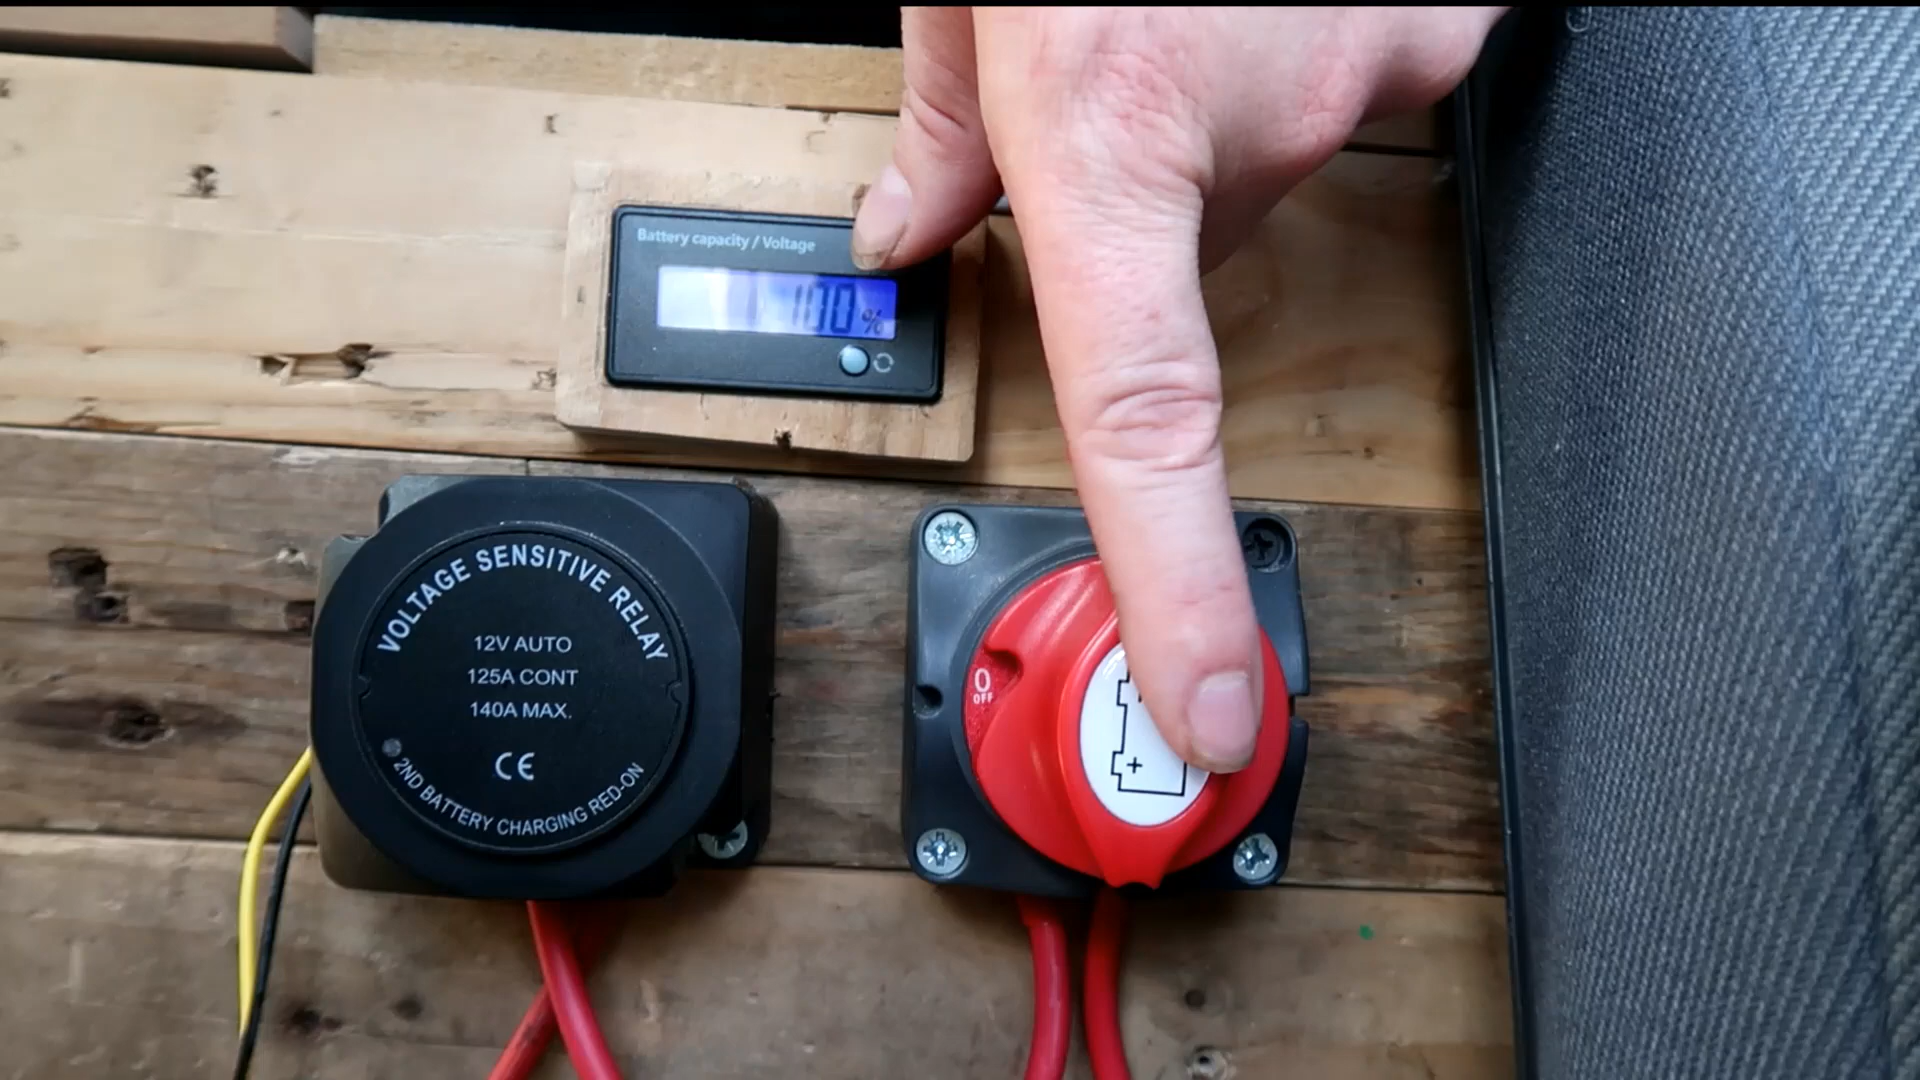 Battery capacity / Voltage
100 %
VOLTAGE SENSITIVE RELAY
12V AUTO
125A CONT
140A MAX.
CE
2ND BATTERY CHARGING RED-ON
0
OFF
+